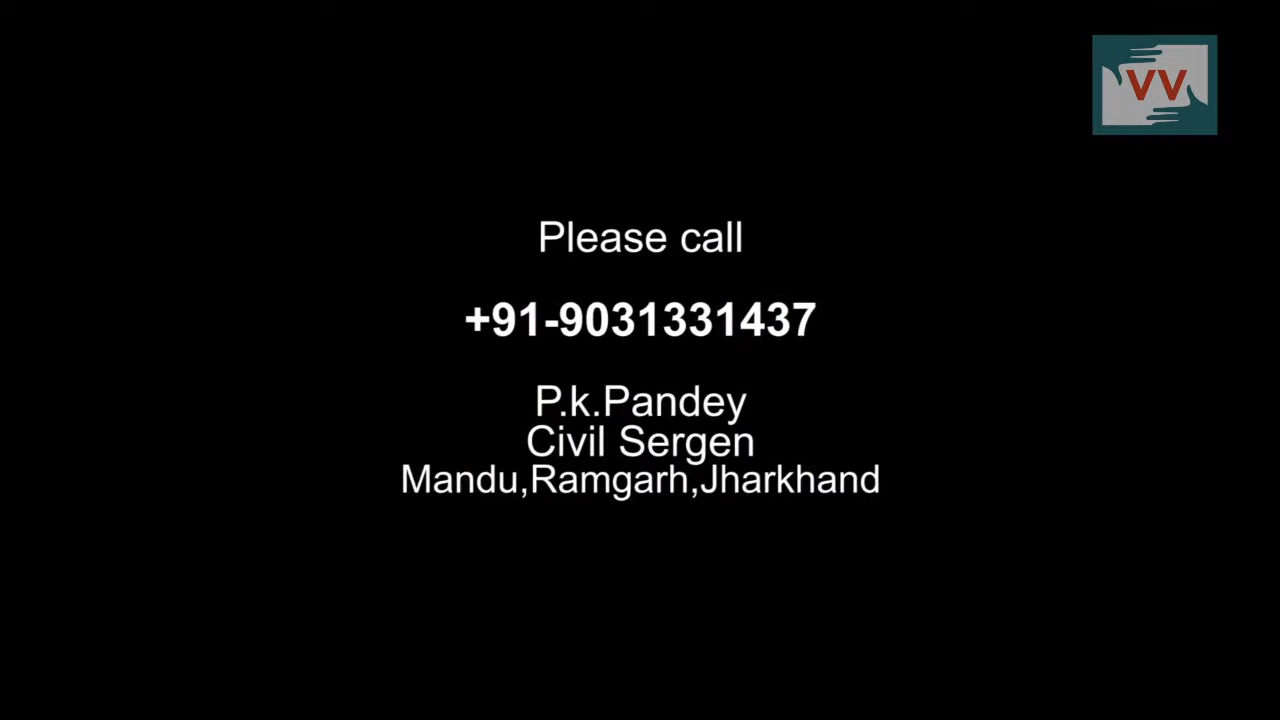 VV
Please call
+91-9031331437
P.k.Pandey
Civil Sergen
Mandu,Ramgarh,Jharkhand